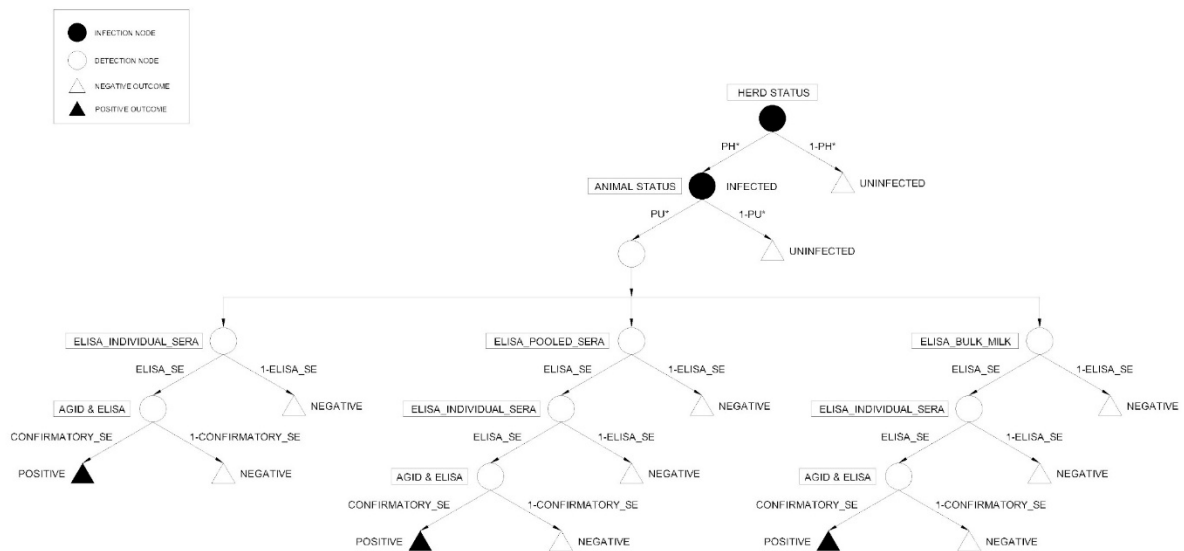 INFECTION NODE
DETECTION NODE
NEGATIVE OUTCOME
POSITIVE OUTCOME
HERD STATUS
PH*
1-PH*
ANIMAL STATUS
INFECTED
UNINFECTED
PU*
1-PU*
UNINFECTED
ELISA_INDIVIDUAL_SERA
ELISA_POOLED_SERA
ELISA_BULK_MILK
ELISA_SE
1-ELISA_SE
ELISA_SE
1-ELISA_SE
ELISA_SE
1-ELISA_SE
AGID & ELISA
NEGATIVE
ELISA_INDIVIDUAL_SERA
NEGATIVE
ELISA_INDIVIDUAL_SERA
NEGATIVE
CONFIRMATORY_SE
1-CONFIRMATORY_SE
ELISA_SE
1-ELISA_SE
ELISA_SE
1-ELISA_SE
POSITIVE
NEGATIVE
AGID & ELISA
NEGATIVE
AGID & ELISA
NEGATIVE
CONFIRMATORY_SE
1-CONFIRMATORY_SE
CONFIRMATORY_SE
1-CONFIRMATORY_SE
POSITIVE
NEGATIVE
POSITIVE
NEGATIVE